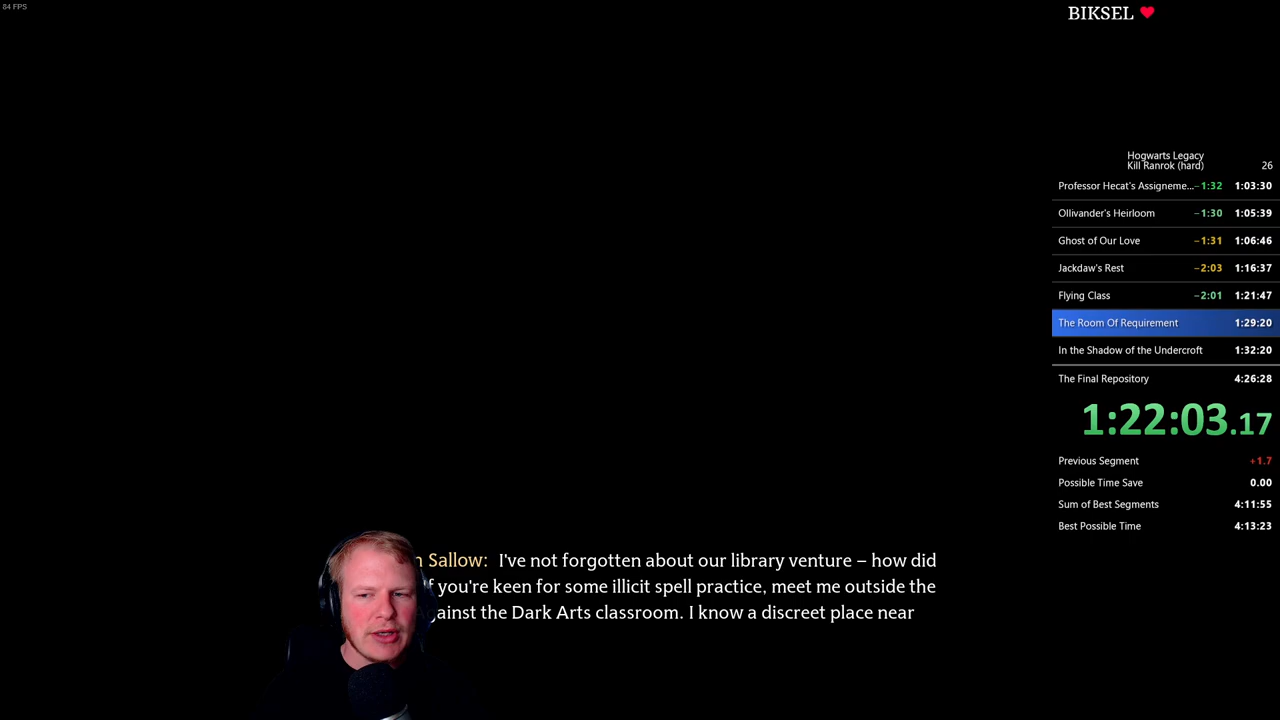 84 FPS
BIKSEL
Hogwarts Legacy
Kill Ranrok (hard) 26
Professor Hecat's Assigneme... −1:32 1:03:30
Ollivander's Heirloom −1:30 1:05:39
Ghost of Our Love −1:31 1:06:46
Jackdaw's Rest −2:03 1:16:37
Flying Class −2:01 1:21:47
The Room Of Requirement 1:29:20
In the Shadow of the Undercroft 1:32:20
The Final Repository 4:26:28
1:22:03.17
Previous Segment +1.7
Possible Time Save 0.00
Sum of Best Segments 4:11:55
Best Possible Time 4:13:23
Sallow: I've not forgotten about our library venture – how did
you're keen for some illicit spell practice, meet me outside the
the Dark Arts classroom. I know a discreet place near